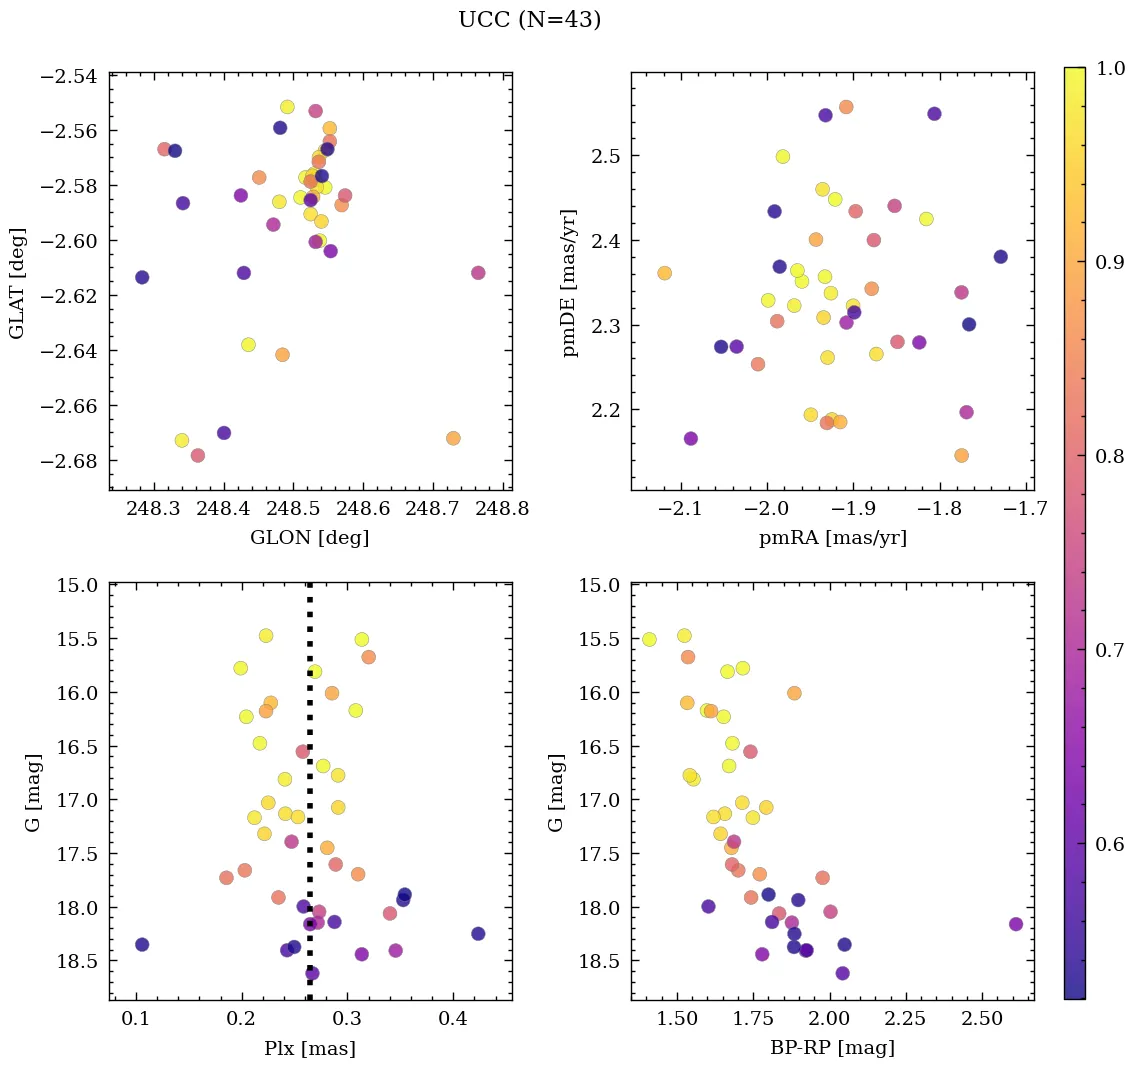 UCC (N=43)
−2.54
−2.56
−2.58
−2.60
−2.62
−2.64
−2.66
−2.68
GLAT [deg]
248.3 248.4 248.5 248.6 248.7 248.8
GLON [deg]
2.5
2.4
2.3
2.2
pmDE [mas/yr]
−2.1 −2.0 −1.9 −1.8 −1.7
pmRA [mas/yr]
15.0
15.5
16.0
16.5
17.0
17.5
18.0
18.5
G [mag]
0.1 0.2 0.3 0.4
Plx [mas]
15.0
15.5
16.0
16.5
17.0
17.5
18.0
18.5
G [mag]
1.50 1.75 2.00 2.25 2.50
BP-RP [mag]
1.0
0.9
0.8
0.7
0.6